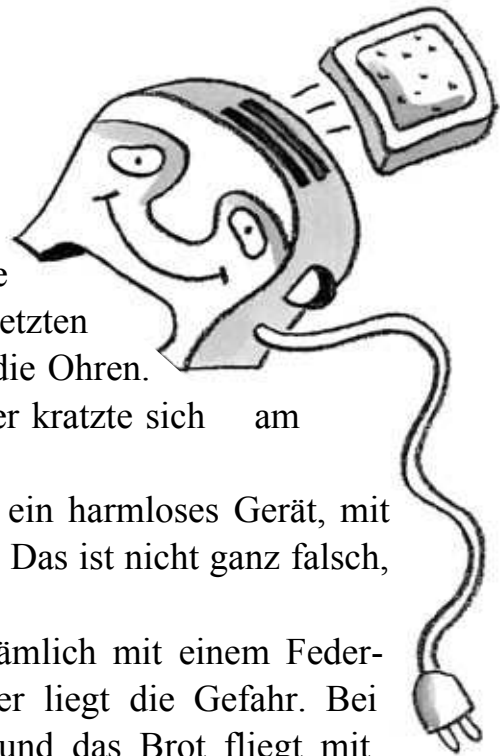 e
etzten
die Ohren.
er kratzte sich am
ein harmloses Gerät, mit
Das ist nicht ganz falsch,
ämlich mit einem Feder-
er liegt die Gefahr. Bei
und das Brot fliegt mit